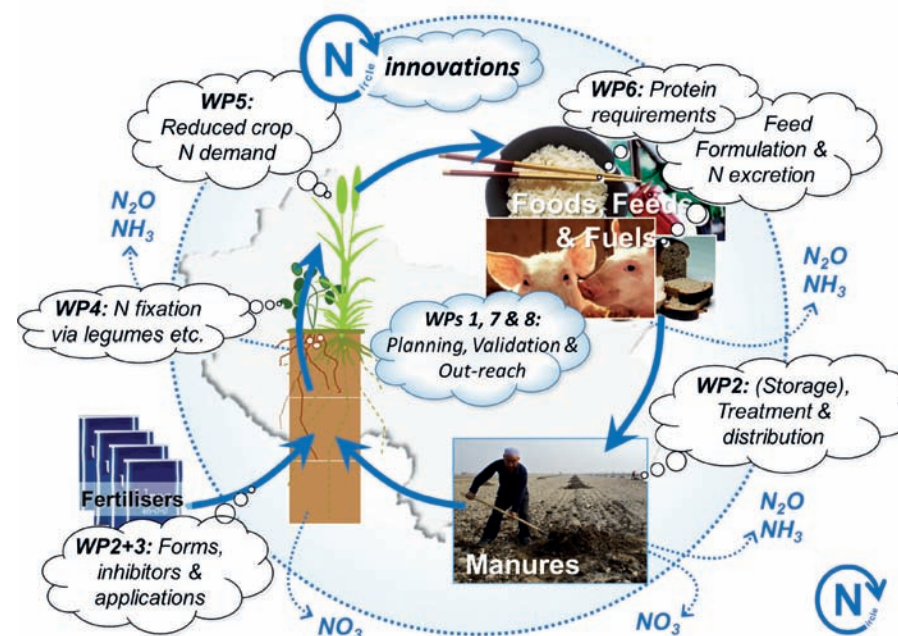 N
ircle
innovations
WP5:
Reduced crop
N demand
WP6: Protein
requirements
Feed
Formulation &
N excretion
N₂O
NH₃
Foods, Feeds
& Fuels
N₂O
NH₃
WP4: N fixation
via legumes etc.
WPs 1, 7 & 8:
Planning, Validation &
Out-reach
WP2: (Storage),
Treatment &
distribution
Fertilisers
WP2+3: Forms,
inhibitors &
applications
Manures
N₂O
NH₃
NO₃
NO₃
N
ircle